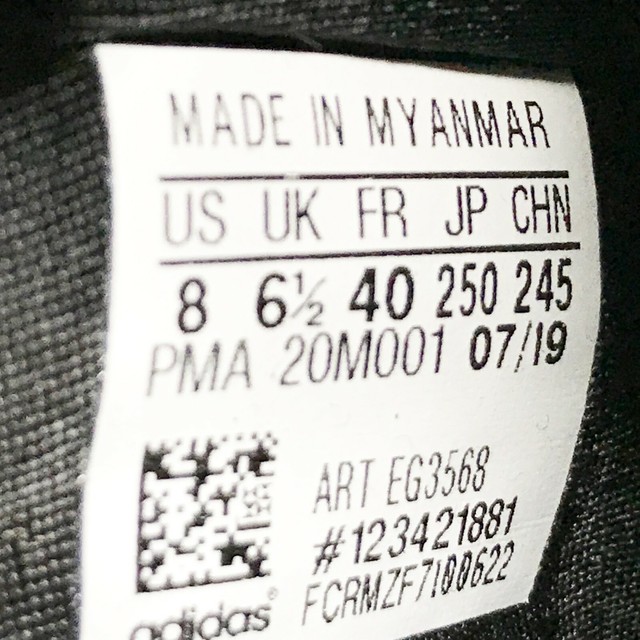 MADE IN MYANMAR
US UK FR JP CHN
8 6½ 40 250 245
PMA 20M001 07/19
ART EG3568
#123421881
FCRMZF7I00622
adidas®